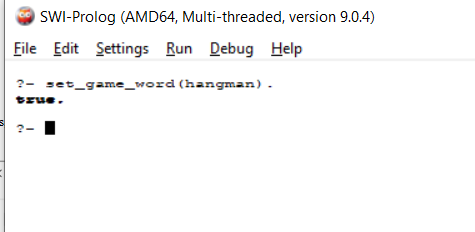 SWI-Prolog (AMD64, Multi-threaded, version 9.0.4)
File Edit Settings Run Debug Help
?- set_game_word(hangman).
true.
?-